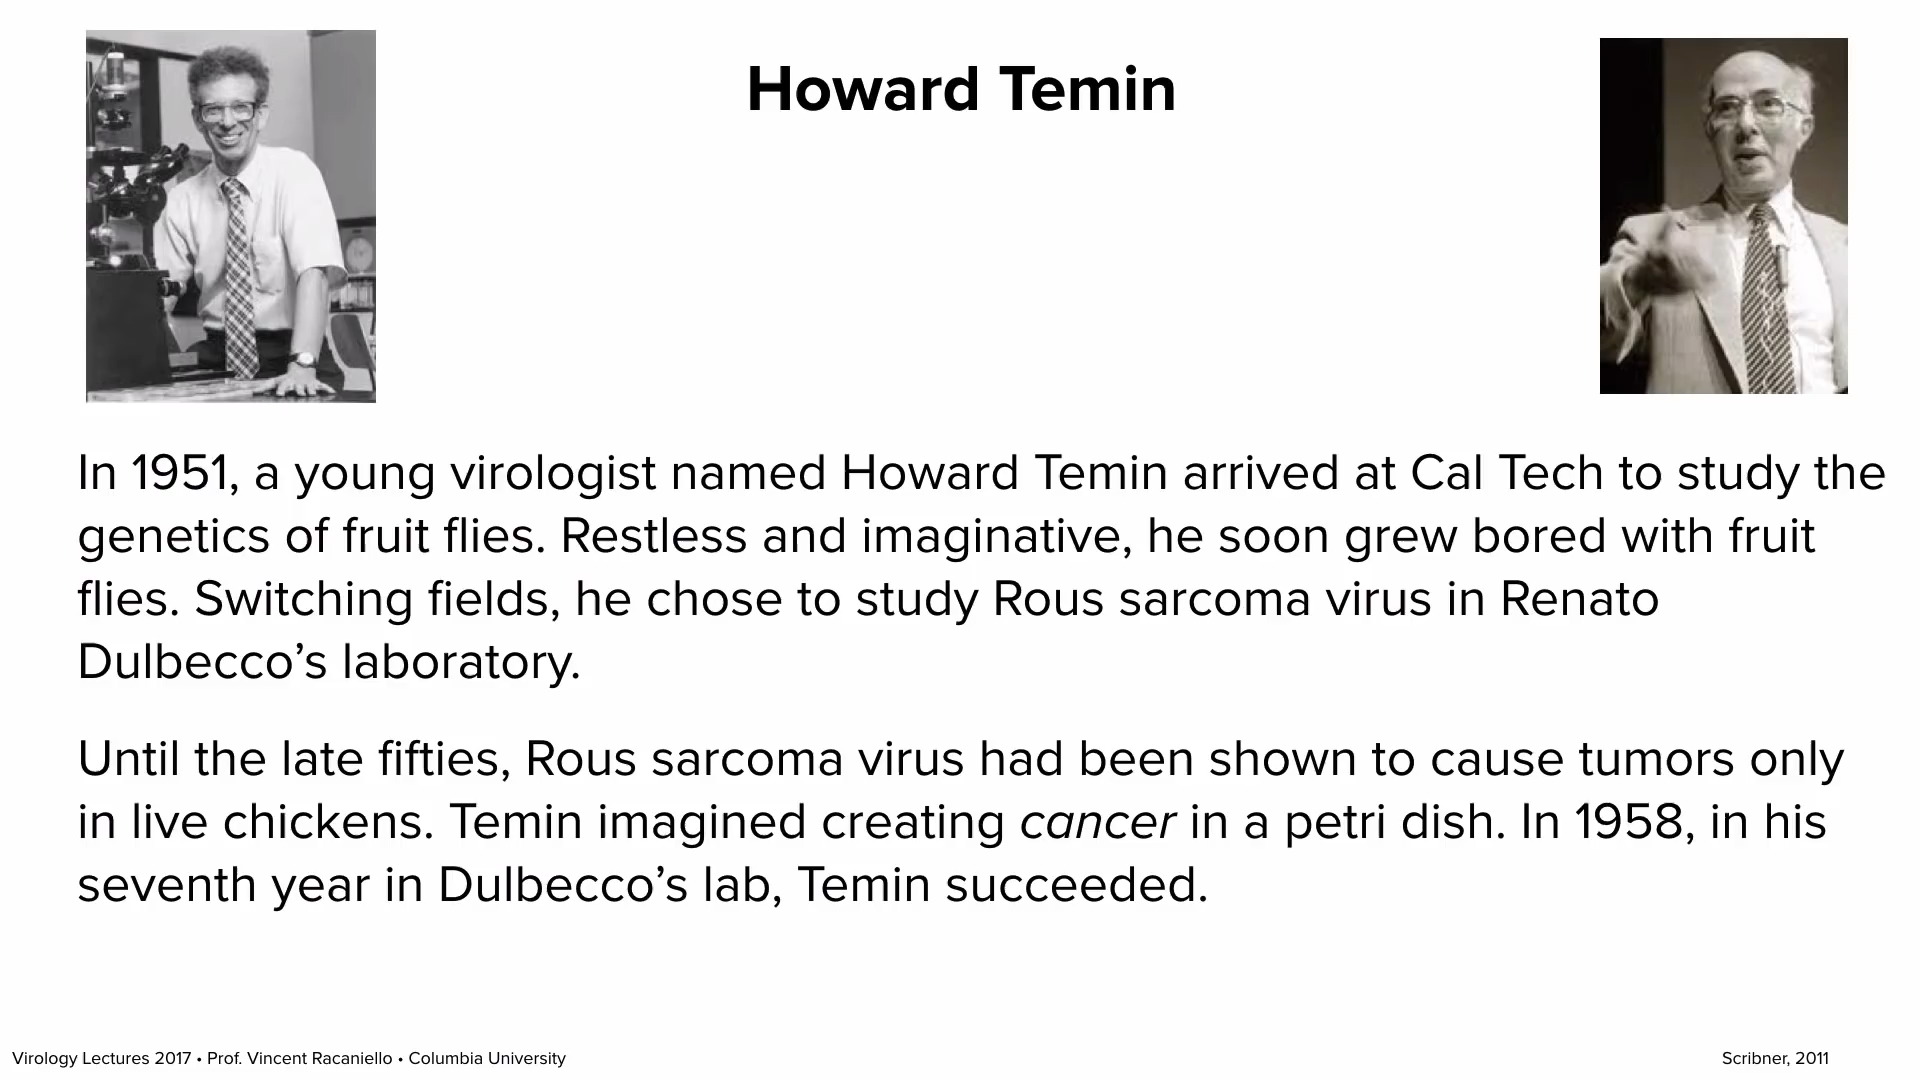 Howard Temin
In 1951, a young virologist named Howard Temin arrived at Cal Tech to study the
genetics of fruit flies. Restless and imaginative, he soon grew bored with fruit
flies. Switching fields, he chose to study Rous sarcoma virus in Renato
Dulbecco’s laboratory.
Until the late fifties, Rous sarcoma virus had been shown to cause tumors only
in live chickens. Temin imagined creating cancer in a petri dish. In 1958, in his
seventh year in Dulbecco’s lab, Temin succeeded.
Virology Lectures 2017 • Prof. Vincent Racaniello • Columbia University
Scribner, 2011